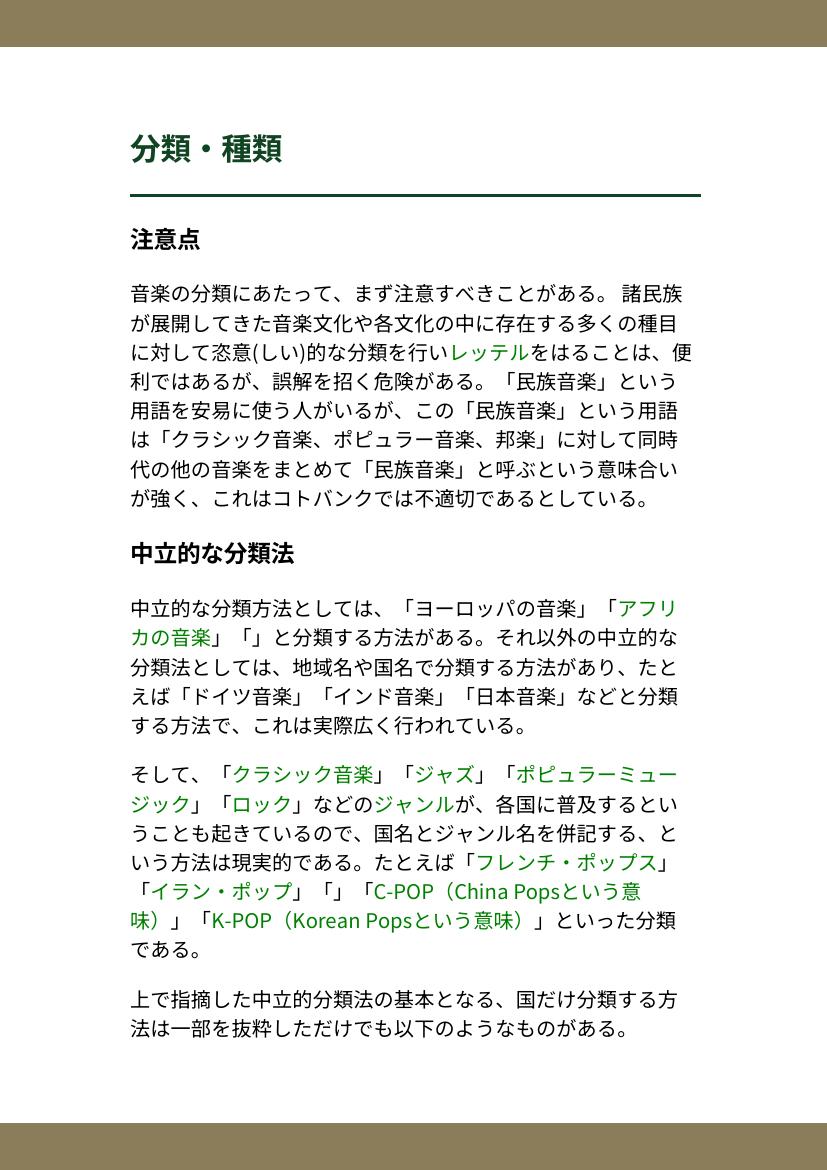 分類・種類
注意点
音楽の分類にあたって、まず注意すべきことがある。 諸民族
が展開してきた音楽文化や各文化の中に存在する多くの種目
に対して恣意(しい)的な分類を行いレッテルをはることは、便
利ではあるが、誤解を招く危険がある。「民族音楽」という
用語を安易に使う人がいるが、この「民族音楽」という用語
は「クラシック音楽、ポピュラー音楽、邦楽」に対して同時
代の他の音楽をまとめて「民族音楽」と呼ぶという意味合い
が強く、これはコトバンクでは不適切であるとしている。
中立的な分類法
中立的な分類方法としては、「ヨーロッパの音楽」「アフリ
カの音楽」「」と分類する方法がある。それ以外の中立的な
分類法としては、地域名や国名で分類する方法があり、たと
えば「ドイツ音楽」「インド音楽」「日本音楽」などと分類
する方法で、これは実際広く行われている。
そして、「クラシック音楽」「ジャズ」「ポピュラーミュー
ジック」「ロック」などのジャンルが、各国に普及するとい
うことも起きているので、国名とジャンル名を併記する、と
いう方法は現実的である。たとえば「フレンチ・ポップス」
「イラン・ポップ」「」「C-POP（China Popsという意
味）」「K-POP（Korean Popsという意味）」といった分類
である。
上で指摘した中立的分類法の基本となる、国だけ分類する方
法は一部を抜粋しただけでも以下のようなものがある。